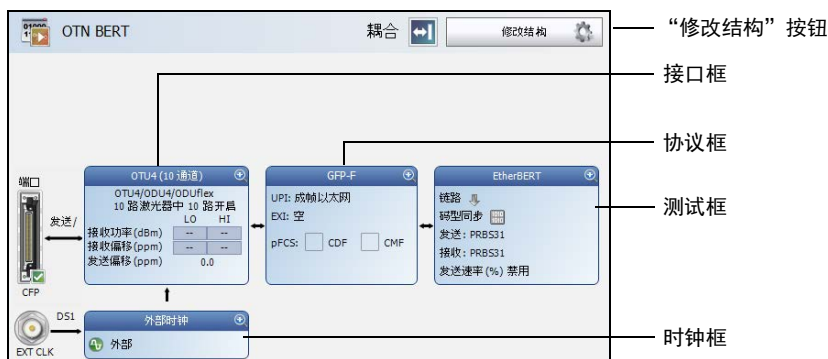 OTN BERT
耦合
修改结构
“修改结构”按钮
接口框
协议框
测试框
时钟框
端口
发送/
CFP
OTU4 (10 通道)
OTU4/ODU4/ODUflex
10 路激光器中 10 路开启
LO HI
接收功率(dBm) -- --
接收偏移(ppm) -- --
发送偏移(ppm) 0.0
GFP-F
UPI: 成帧以太网
EXI: 空
pFCS: CDF CMF
EtherBERT
链路
码型同步
发送: PRBS31
接收: PRBS31
发送速率(%) 禁用
DS1
EXT CLK
外部时钟
外部